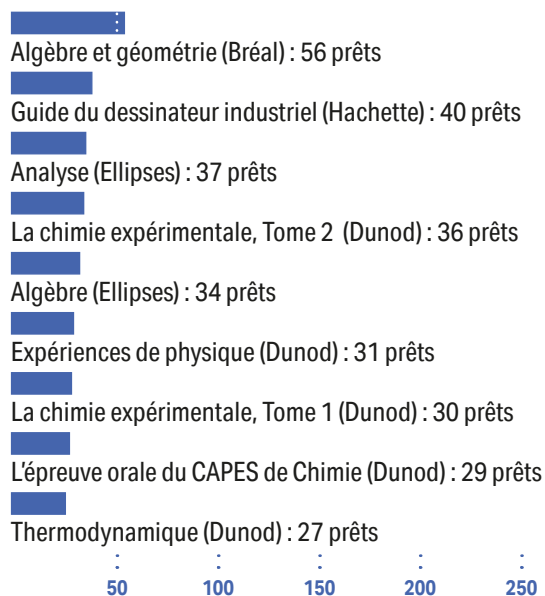 Algèbre et géométrie (Bréal) : 56 prêts
Guide du dessinateur industriel (Hachette) : 40 prêts
Analyse (Ellipses) : 37 prêts
La chimie expérimentale, Tome 2 (Dunod) : 36 prêts
Algèbre (Ellipses) : 34 prêts
Expériences de physique (Dunod) : 31 prêts
La chimie expérimentale, Tome 1 (Dunod) : 30 prêts
L'épreuve orale du CAPES de Chimie (Dunod) : 29 prêts
Thermodynamique (Dunod) : 27 prêts
50 100 150 200 250